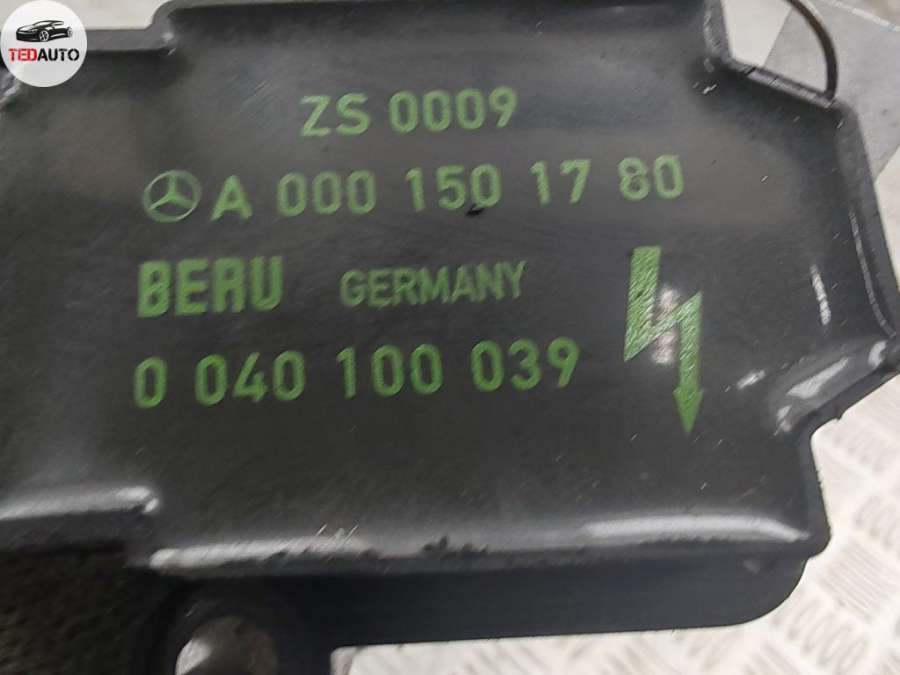 TEDAUTO
ZS 0009
A 000 150 17 80
BERU GERMANY
0 040 100 039